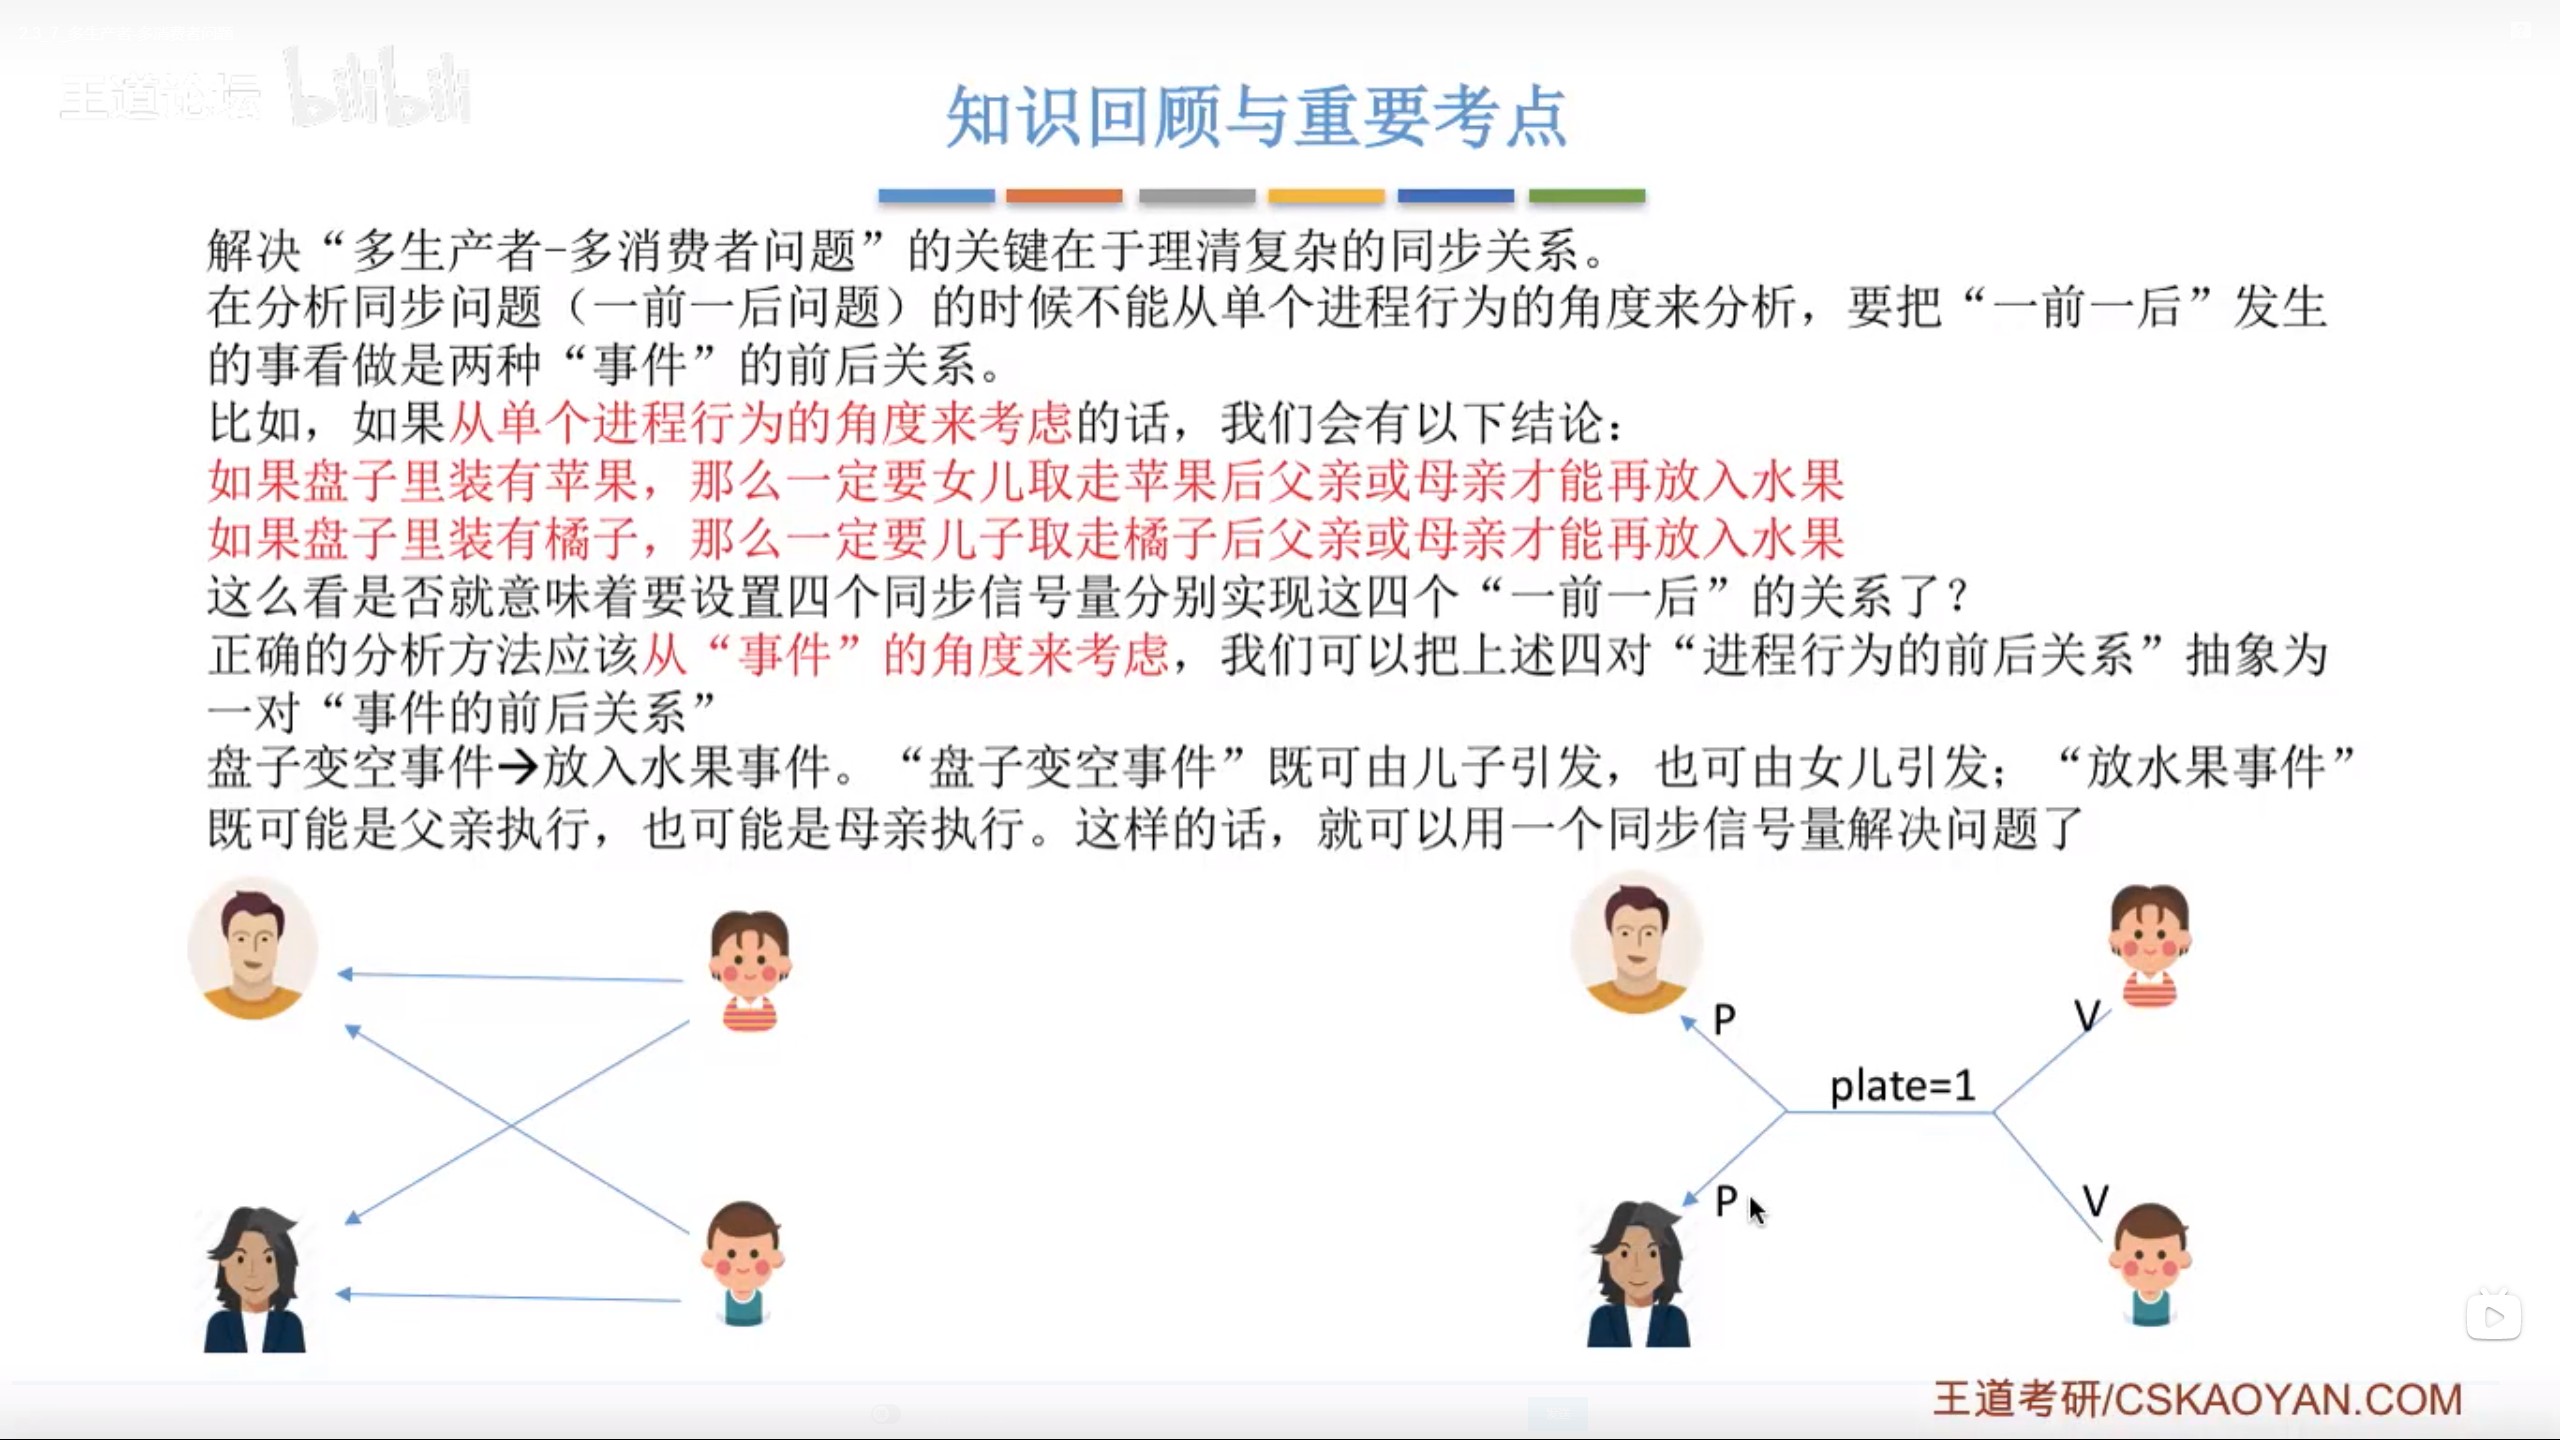 王道论坛 bilibili
知识回顾与重要考点
解决“多生产者-多消费者问题”的关键在于理清复杂的同步关系。
在分析同步问题（一前一后问题）的时候不能从单个进程行为的角度来分析，要把“一前一后”发生
的事看做是两种“事件”的前后关系。
比如，如果从单个进程行为的角度来考虑的话，我们会有以下结论：
如果盘子里装有苹果，那么一定要女儿取走苹果后父亲或母亲才能再放入水果
如果盘子里装有橘子，那么一定要儿子取走橘子后父亲或母亲才能再放入水果
这么看是否就意味着要设置四个同步信号量分别实现这四个“一前一后”的关系了？
正确的分析方法应该从“事件”的角度来考虑，我们可以把上述四对“进程行为的前后关系”抽象为
一对“事件的前后关系”
盘子变空事件→放入水果事件。“盘子变空事件”既可由儿子引发，也可由女儿引发；“放水果事件”
既可能是父亲执行，也可能是母亲执行。这样的话，就可以用一个同步信号量解决问题了
P
V
plate=1
P
V
王道考研/CSKAOYAN.COM